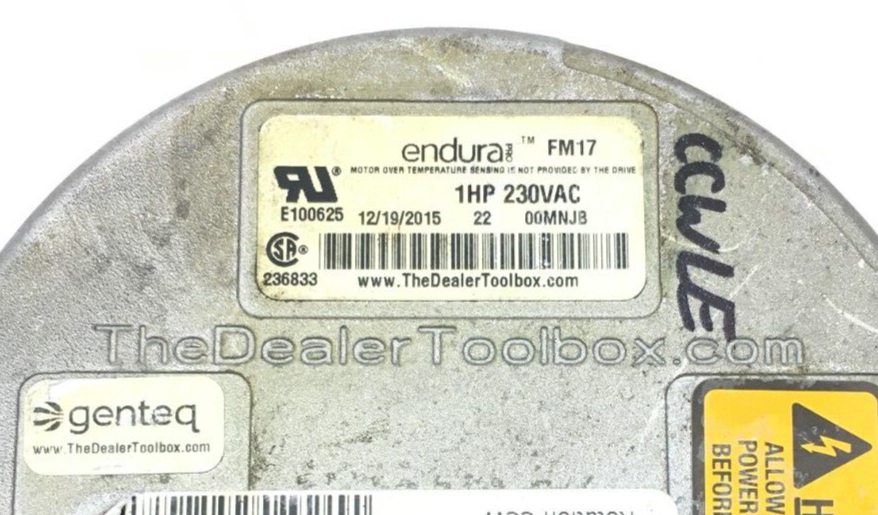 endura PRO ™ FM17
MOTOR OVER TEMPERATURE SENSING IS NOT PROVIDED BY THE DRIVE
1HP 230VAC
E100625 12/19/2015 22 00MNJB
236833 www.TheDealerToolbox.com
CCWLE
TheDealerToolbox.com
genteq
www.TheDealerToolbox.com
ALLOW
POWER